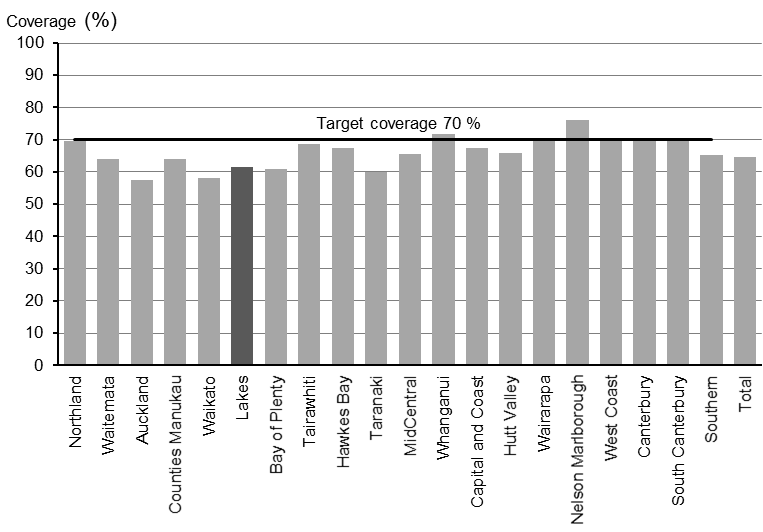 Coverage (%)
100
90
80
70
60
50
40
30
20
10
0
Target coverage 70 %
Northland
Waitemata
Auckland
Counties Manukau
Waikato
Lakes
Bay of Plenty
Tairawhiti
Hawkes Bay
Taranaki
MidCentral
Whanganui
Capital and Coast
Hutt Valley
Wairarapa
Nelson Marlborough
West Coast
Canterbury
South Canterbury
Southern
Total